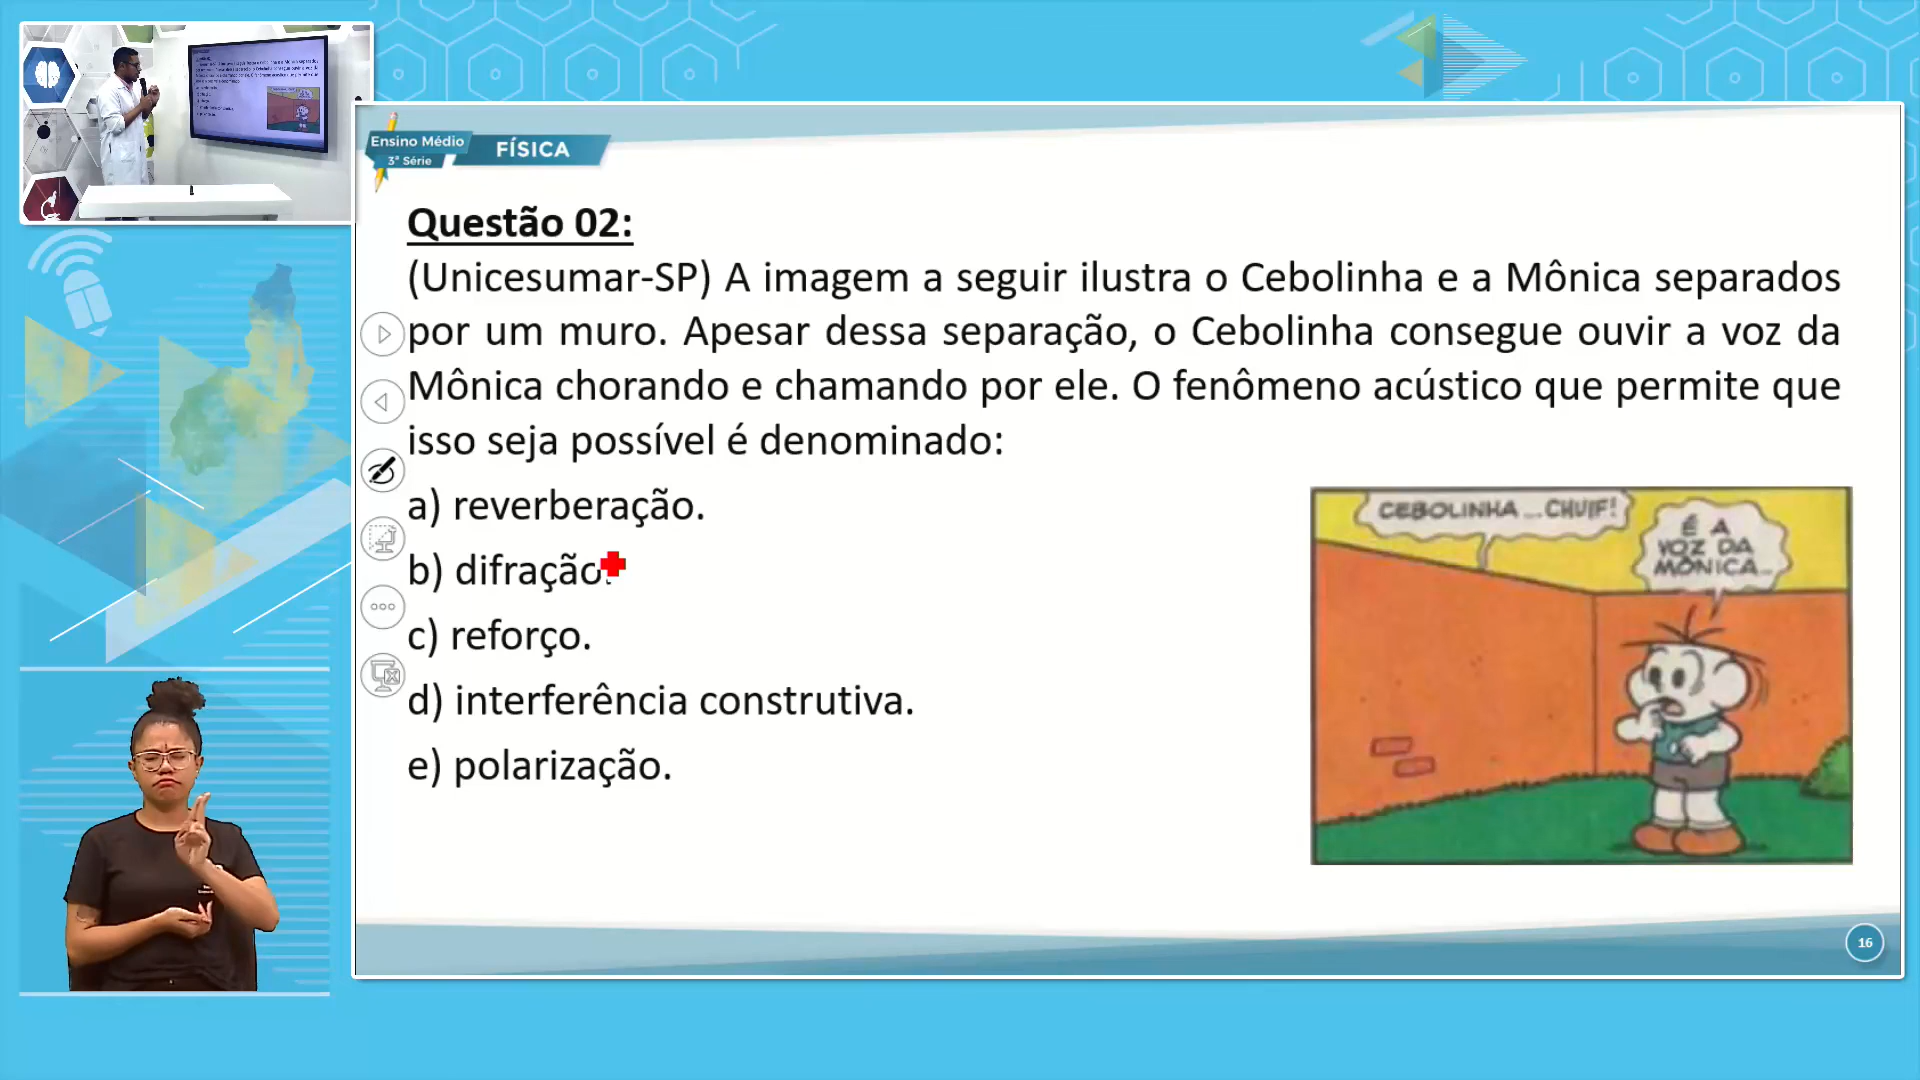 Ensino Médio
3ª Série
FÍSICA
Questão 02:
(Unicesumar-SP) A imagem a seguir ilustra o Cebolinha e a Mônica separados
por um muro. Apesar dessa separação, o Cebolinha consegue ouvir a voz da
Mônica chorando e chamando por ele. O fenômeno acústico que permite que
isso seja possível é denominado:
a) reverberação.
b) difração.
c) reforço.
d) interferência construtiva.
e) polarização.
CEBOLINHA... CHUIF!
É A
VOZ DA
MÔNICA...
16